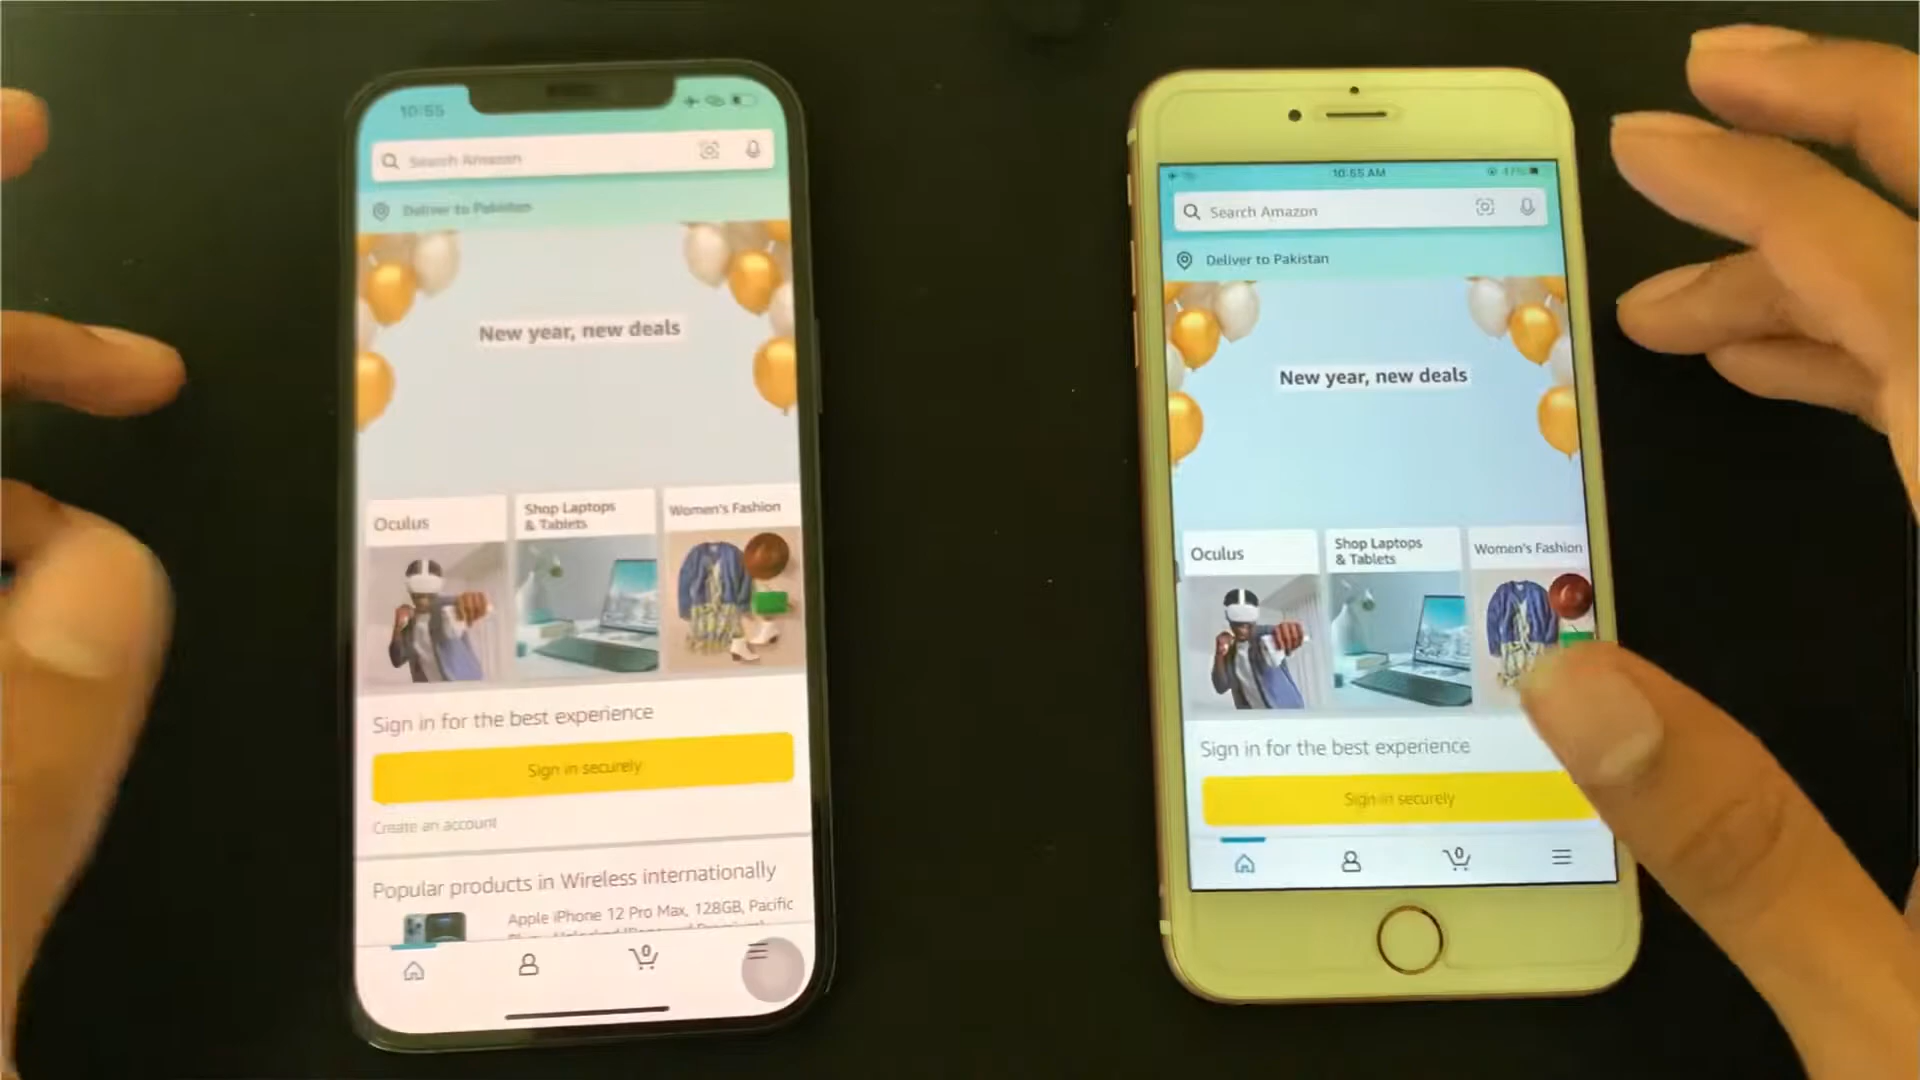 10:55
Search Amazon
Deliver to Pakistan
New year, new deals
Oculus
Shop Laptops
& Tablets
Women's Fashion
Sign in for the best experience
Sign in securely
Create an account
Popular products in Wireless internationally
Apple iPhone 12 Pro Max, 128GB, Pacific
0
10:55 AM
47%
Search Amazon
Deliver to Pakistan
New year, new deals
Oculus
Shop Laptops
& Tablets
Women's Fashion
Sign in for the best experience
Sign in securely
0